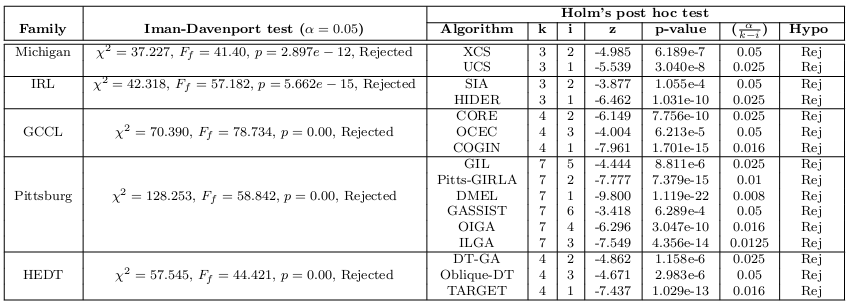 Holm's post hoc test
Family Iman-Davenport test (α = 0.05) Algorithm k i z p-value (α/k−i) Hypo
Michigan χ² = 37.227, F_f = 41.40, p = 2.897e − 12, Rejected XCS 3 2 -4.985 6.189e-7 0.05 Rej
UCS 3 1 -5.539 3.040e-8 0.025 Rej
IRL χ² = 42.318, F_f = 57.182, p = 5.662e − 15, Rejected SIA 3 2 -3.877 1.055e-4 0.05 Rej
HIDER 3 1 -6.462 1.031e-10 0.025 Rej
CORE 4 2 -6.149 7.756e-10 0.025 Rej
GCCL χ² = 70.390, F_f = 78.734, p = 0.00, Rejected OCEC 4 3 -4.004 6.213e-5 0.05 Rej
COGIN 4 1 -7.961 1.701e-15 0.016 Rej
GIL 7 5 -4.444 8.811e-6 0.025 Rej
Pitts-GIRLA 7 2 -7.777 7.379e-15 0.01 Rej
Pittsburg χ² = 128.253, F_f = 58.842, p = 0.00, Rejected DMEL 7 1 -9.800 1.119e-22 0.008 Rej
GASSIST 7 6 -3.418 6.289e-4 0.05 Rej
OIGA 7 4 -6.296 3.047e-10 0.016 Rej
ILGA 7 3 -7.549 4.356e-14 0.0125 Rej
DT-GA 4 2 -4.862 1.158e-6 0.025 Rej
HEDT χ² = 57.545, F_f = 44.421, p = 0.00, Rejected Oblique-DT 4 3 -4.671 2.983e-6 0.05 Rej
TARGET 4 1 -7.437 1.029e-13 0.016 Rej